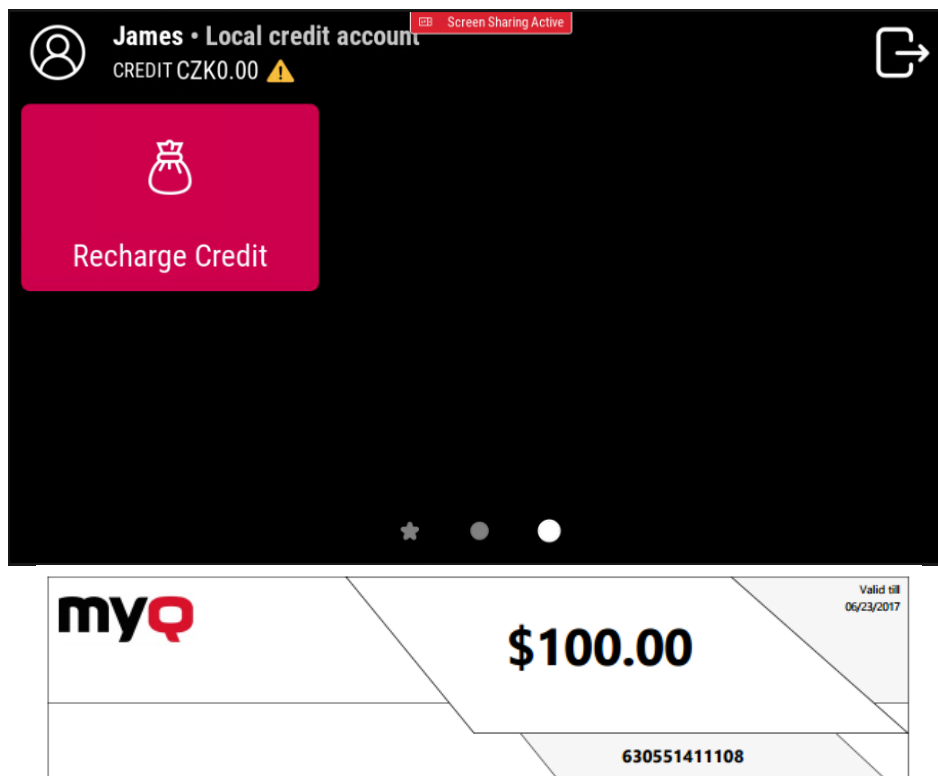 Screen Sharing Active
James • Local credit account
CREDIT CZK0.00
Recharge Credit
myQ
Valid till
06/23/2017
$100.00
630551411108